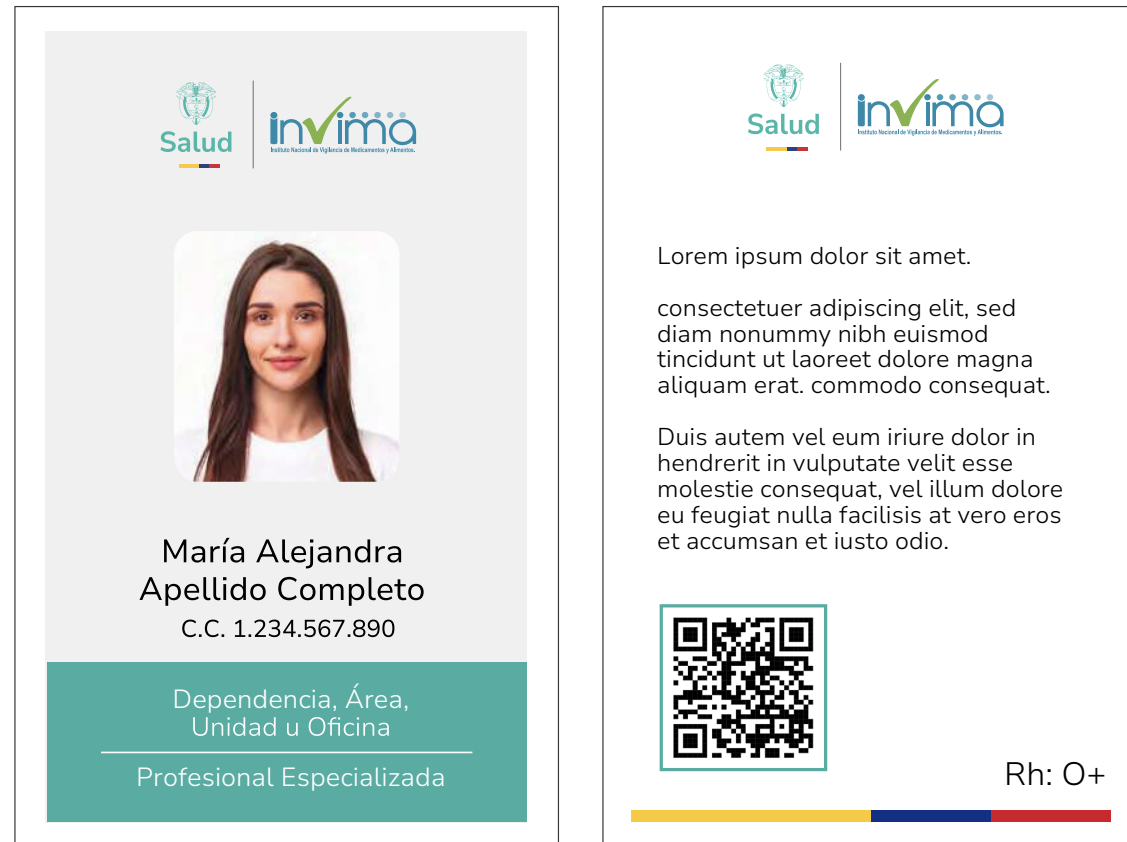 Salud
invima
Instituto Nacional de Vigilancia de Medicamentos y Alimentos.
María Alejandra
Apellido Completo
C.C. 1.234.567.890
Dependencia, Área,
Unidad u Oficina
Profesional Especializada
Salud
invima
Instituto Nacional de Vigilancia de Medicamentos y Alimentos.
Lorem ipsum dolor sit amet.
consectetuer adipiscing elit, sed
diam nonummy nibh euismod
tincidunt ut laoreet dolore magna
aliquam erat. commodo consequat.
Duis autem vel eum iriure dolor in
hendrerit in vulputate velit esse
molestie consequat, vel illum dolore
eu feugiat nulla facilisis at vero eros
et accumsan et iusto odio.
Rh: O+